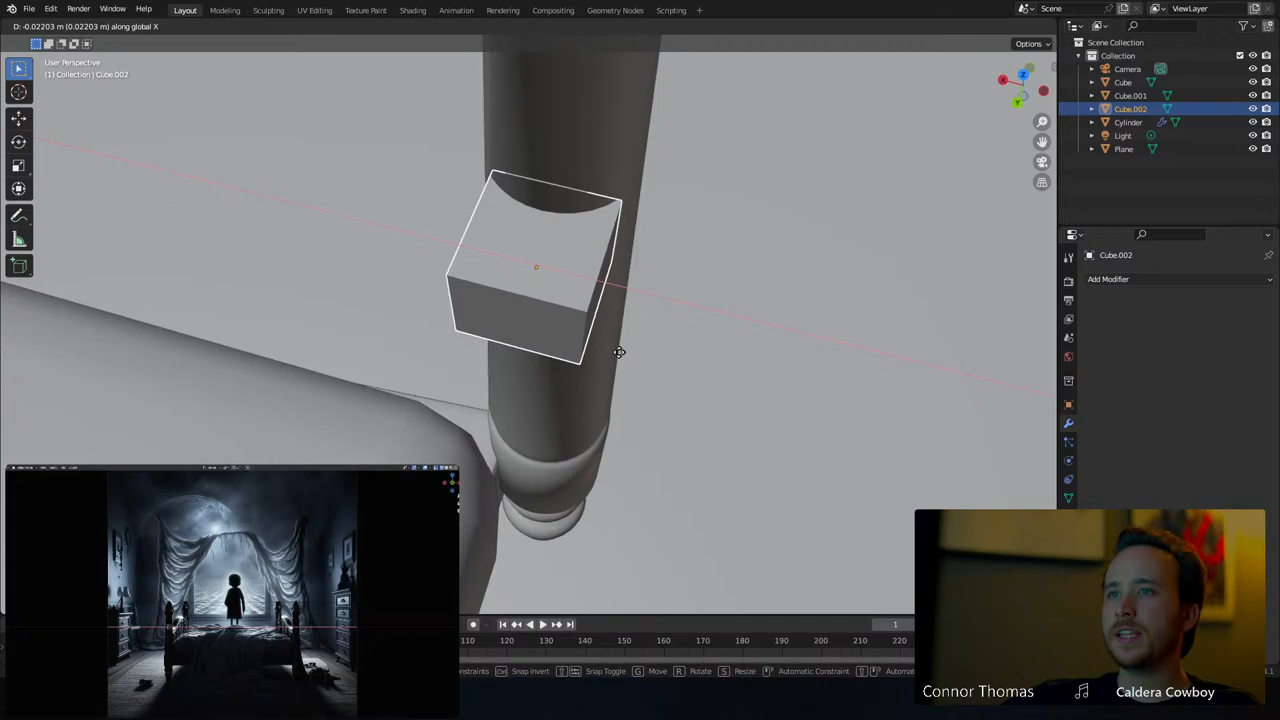 File Edit Render Window Help Layout Modeling Sculpting UV Editing Texture Paint Shading Animation Rendering Compositing Geometry Nodes Scripting + Scene ViewLayer
D: -0.02203 m (0.02203 m) along global X
Options
User Perspective
(1) Collection | Cube.002
X
Z
Y
Scene Collection
Collection
Camera
Cube
Cube.001
Cube.002
Cylinder
Light
Plane
Cube.002
Add Modifier
1
110 120 130 140 150 160 170 180 190 200 210 220
Snap Invert Snap Toggle G Move R Rotate S Resize Automatic Constraint
Connor Thomas Caldera Cowboy